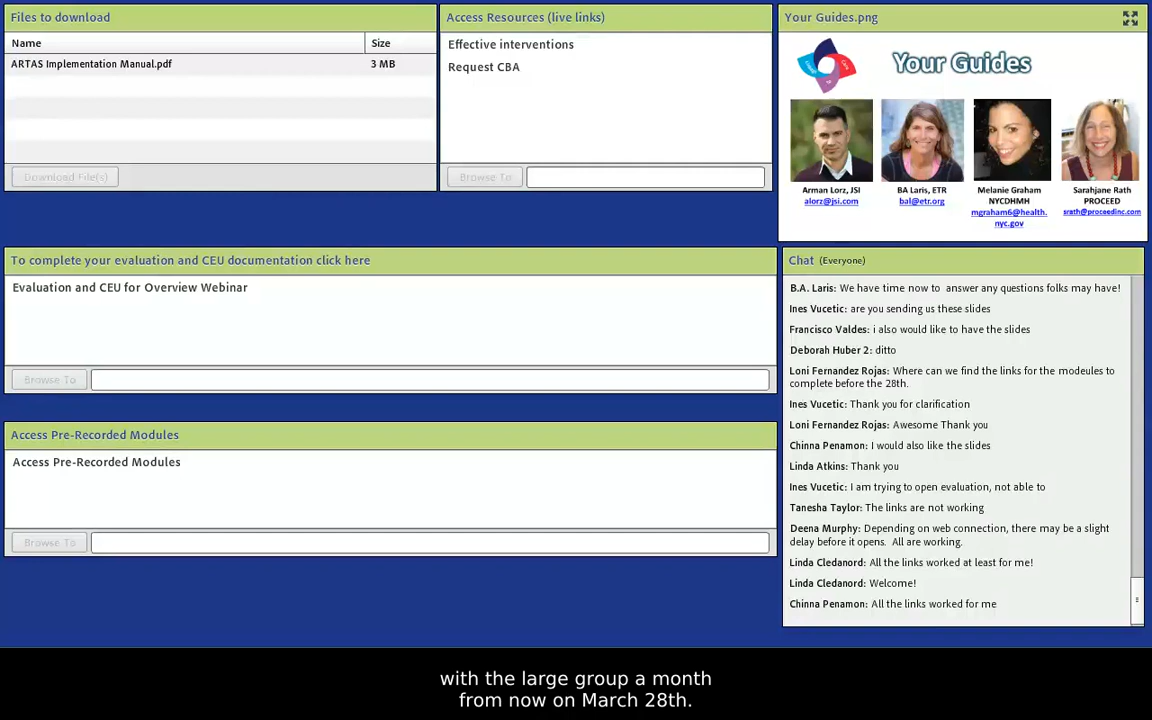 Files to download
Name
Size
ARTAS Implementation Manual.pdf
3 MB
Download File(s)
Access Resources (live links)
Effective interventions
Request CBA
Browse To
Your Guides.png
Your Guides
Arman Lorz, JSI
alorz@jsi.com
BA Laris, ETR
bal@etr.org
Melanie Graham
NYCDHMH
mgraham6@health.
nyc.gov
Sarahjane Rath
PROCEED
srath@proceedinc.com
To complete your evaluation and CEU documentation click here
Evaluation and CEU for Overview Webinar
Browse To
Access Pre-Recorded Modules
Access Pre-Recorded Modules
Browse To
Chat (Everyone)
B.A. Laris: We have time now to answer any questions folks may have!
Ines Vucetic: are you sending us these slides
Francisco Valdes: i also would like to have the slides
Deborah Huber 2: ditto
Loni Fernandez Rojas: Where can we find the links for the modeules to
complete before the 28th.
Ines Vucetic: Thank you for clarification
Loni Fernandez Rojas: Awesome Thank you
Chinna Penamon: I would also like the slides
Linda Atkins: Thank you
Ines Vucetic: I am trying to open evaluation, not able to
Tanesha Taylor: The links are not working
Deena Murphy: Depending on web connection, there may be a slight
delay before it opens. All are working.
Linda Cledanord: All the links worked at least for me!
Linda Cledanord: Welcome!
Chinna Penamon: All the links worked for me
with the large group a month
from now on March 28th.